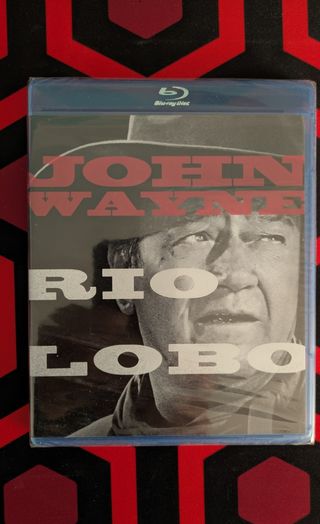 Blu-ray Disc
JOHN
WAYNE
RIO
LOBO